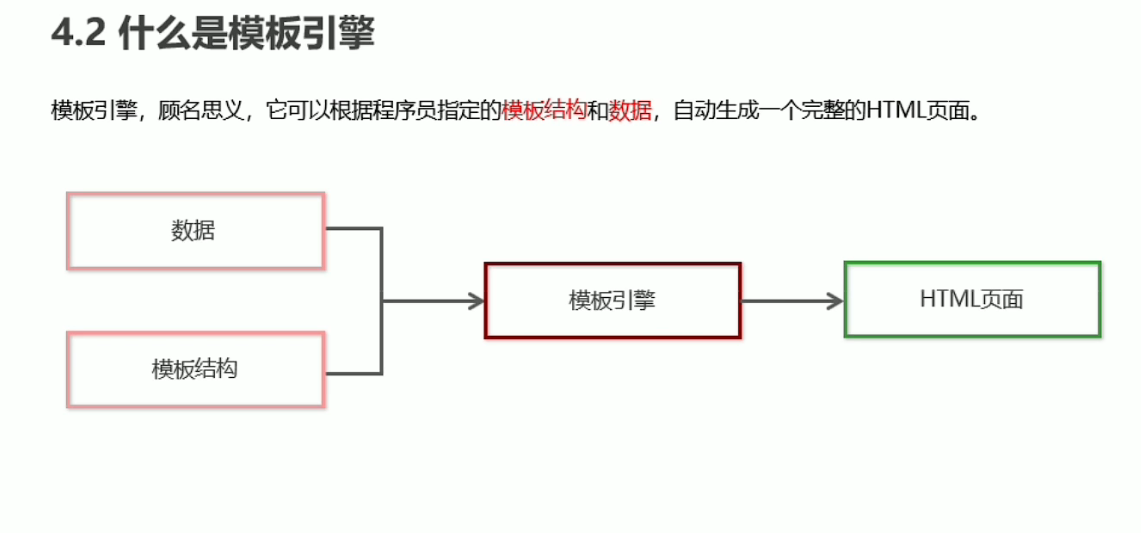 4.2 什么是模板引擎
模板引擎，顾名思义，它可以根据程序员指定的模板结构和数据，自动生成一个完整的HTML页面。
数据
模板结构
模板引擎
HTML页面